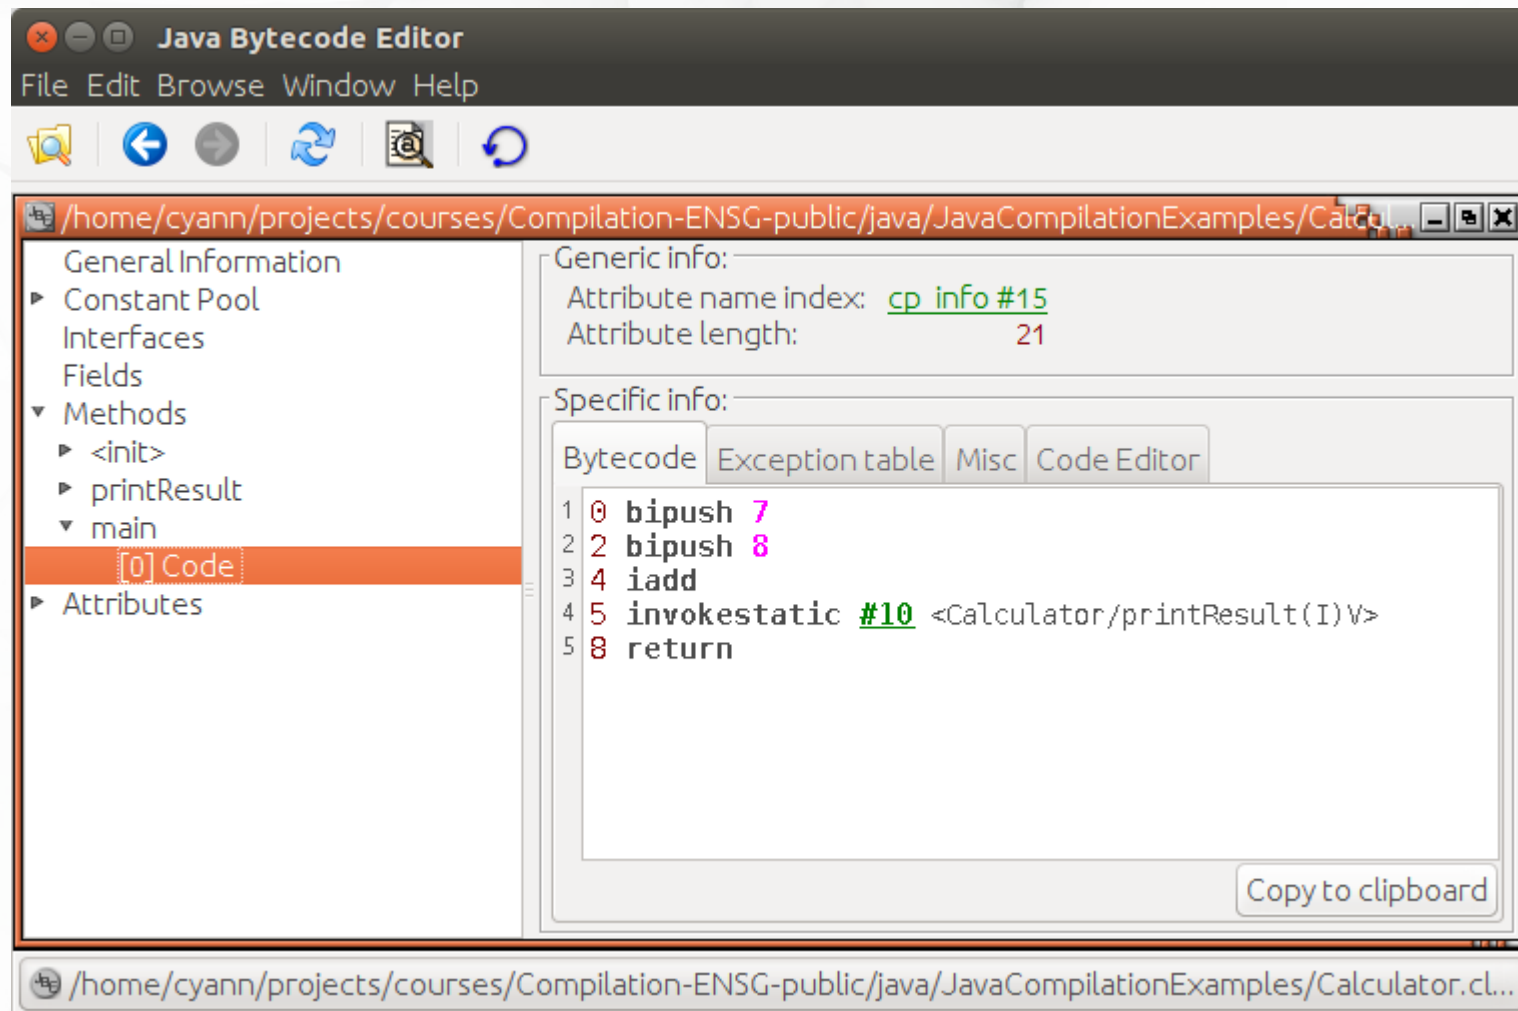 Java Bytecode Editor
File Edit Browse Window Help
/home/cyann/projects/courses/Compilation-ENSG-public/java/JavaCompilationExamples/Calcul...
General Information
Constant Pool
Interfaces
Fields
Methods
<init>
printResult
main
[0] Code
Attributes
Generic info:
Attribute name index: cp_info #15
Attribute length: 21
Specific info:
Bytecode Exception table Misc Code Editor
1 0 bipush 7
2 2 bipush 8
3 4 iadd
4 5 invokestatic #10 <Calculator/printResult(I)V>
5 8 return
Copy to clipboard
/home/cyann/projects/courses/Compilation-ENSG-public/java/JavaCompilationExamples/Calculator.cl...